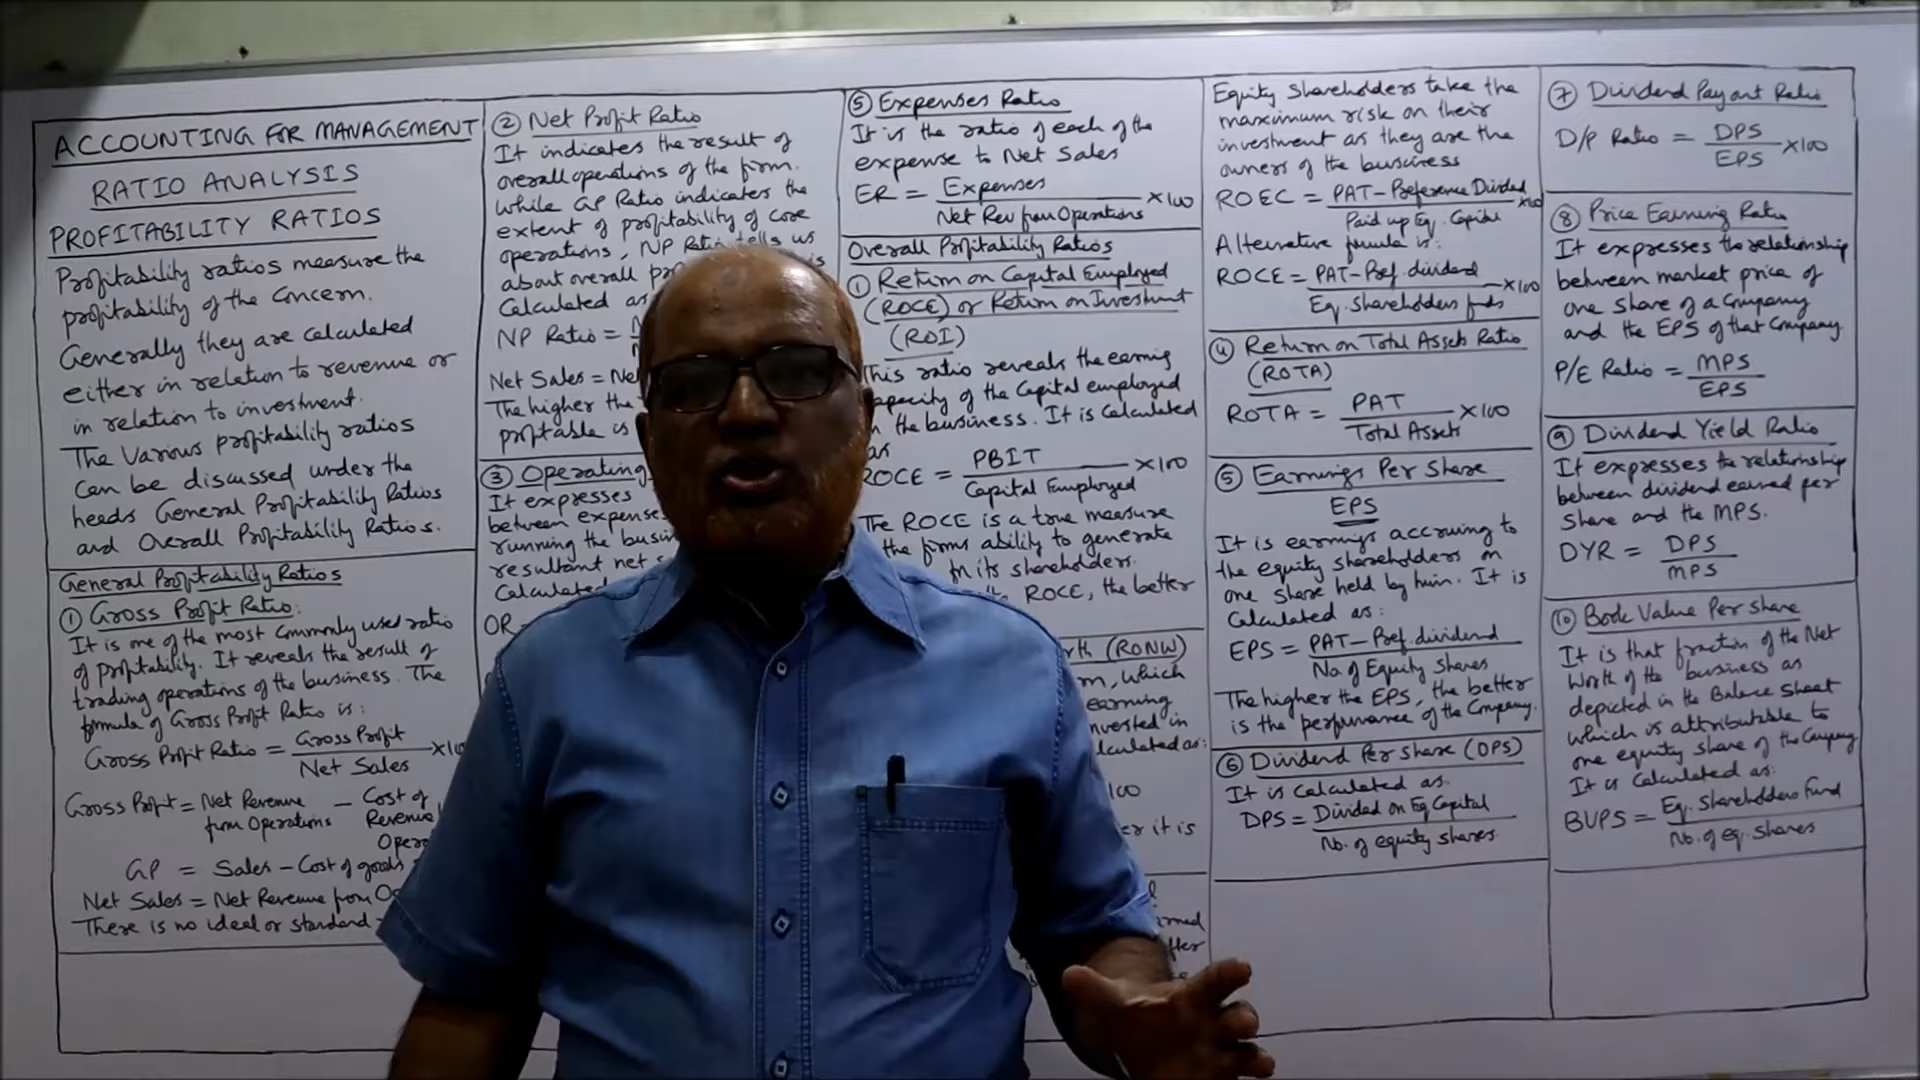 ACCOUNTING FOR MANAGEMENT
RATIO ANALYSIS
PROFITABILITY RATIOS
Profitability ratios measure the
profitability of the concern.
Generally they are calculated
either in relation to revenue or
in relation to investment.
The various profitability ratios
can be discussed under the
heads General Profitability Ratios
and Overall Profitability Ratios.
General Profitability Ratios
① Gross Profit Ratio:
It is one of the most commonly used ratio
of profitability. It reveals the result of
trading operations of the business. The
formula of Gross Profit Ratio is:
Gross Profit Ratio = Gross Profit
Net Sales ×100
Gross Profit = Net Revenue from Operations – Cost of Revenue
GP = Sales – Cost of goods
Net Sales = Net Revenue from
There is no ideal or standard
② Net Profit Ratio
It indicates the result of
overall operations of the firm.
While GP Ratio indicates the
extent of profitability of core
operations, NP Ratio tells us
about overall
Calculated as
NP Ratio =
Net Sales =
The higher the
profitable is
③ Operating
It expresses
between expense
running the
resultant net
Calculated
OR =
⑤ Expenses Ratio
It is the ratio of each of the
expense to Net Sales
ER = Expenses
Net Rev from Operations ×100
Overall Profitability Ratios
① Return on Capital Employed
(ROCE) or Return on Investment
(ROI)
This ratio reveals the earning
capacity of the Capital employed
the business. It is calculated
as
ROCE = PBIT
Capital Employed ×100
The ROCE is a true measure
the firms ability to generate
its shareholders.
ROCE, the better
(RONW)
which
earning
invested in
calculated as:
100
it is
Equity shareholders take the
maximum risk on their
investment as they are the
owners of the business
ROEC = PAT – Preference Dividend
Paid up Eq. Capital ×100
Alternative formula is:
ROCE = PAT – Pref. dividend
Eq. Shareholders funds ×100
④ Return on Total Assets Ratio
(ROTA)
ROTA = PAT
Total Assets ×100
⑤ Earnings Per Share
EPS
It is earnings accruing to
the equity shareholders on
one share held by him. It is
Calculated as:
EPS = PAT – Pref. dividend
No. of Equity Shares
The higher the EPS, the better
is the performance of the Company.
⑥ Dividend Per Share (DPS)
It is calculated as:
DPS = Divided on Eq Capital
No. of equity shares
⑦ Dividend Pay out Ratio
D/P Ratio = DPS
EPS ×100
⑧ Price Earning Ratio
It expresses the relationship
between market price of
one share of a Company
and the EPS of that Company.
P/E Ratio = MPS
EPS
⑨ Dividend Yield Ratio
It expresses the relationship
between dividend earned per
share and the MPS.
DYR = DPS
MPS
⑩ Book Value Per share
It is that fraction of the Net
Worth of the business as
depicted in the Balance Sheet
which is attributable to
one equity share of the Company
It is calculated as:
BVPS = Eq. Shareholders Fund
No. of eq. shares